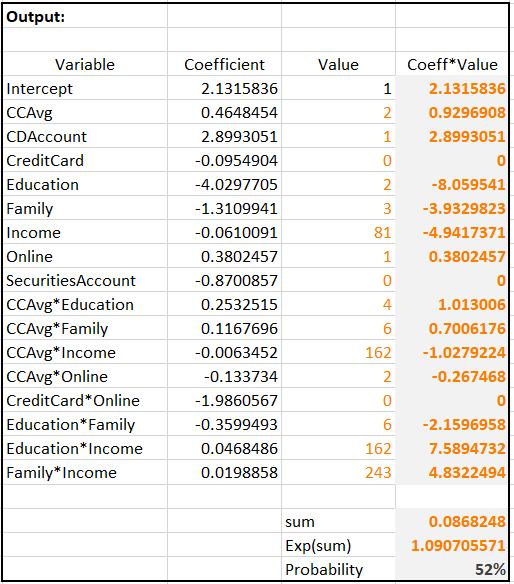 Output:
Variable Coefficient Value Coeff*Value
Intercept 2.1315836 1 2.1315836
CCAvg 0.4648454 2 0.9296908
CDAccount 2.8993051 1 2.8993051
CreditCard -0.0954904 0 0
Education -4.0297705 2 -8.059541
Family -1.3109941 3 -3.9329823
Income -0.0610091 81 -4.9417371
Online 0.3802457 1 0.3802457
SecuritiesAccount -0.8700857 0 0
CCAvg*Education 0.2532515 4 1.013006
CCAvg*Family 0.1167696 6 0.7006176
CCAvg*Income -0.0063452 162 -1.0279224
CCAvg*Online -0.133734 2 -0.267468
CreditCard*Online -1.9860567 0 0
Education*Family -0.3599493 6 -2.1596958
Education*Income 0.0468486 162 7.5894732
Family*Income 0.0198858 243 4.8322494
sum 0.0868248
Exp(sum) 1.090705571
Probability 52%